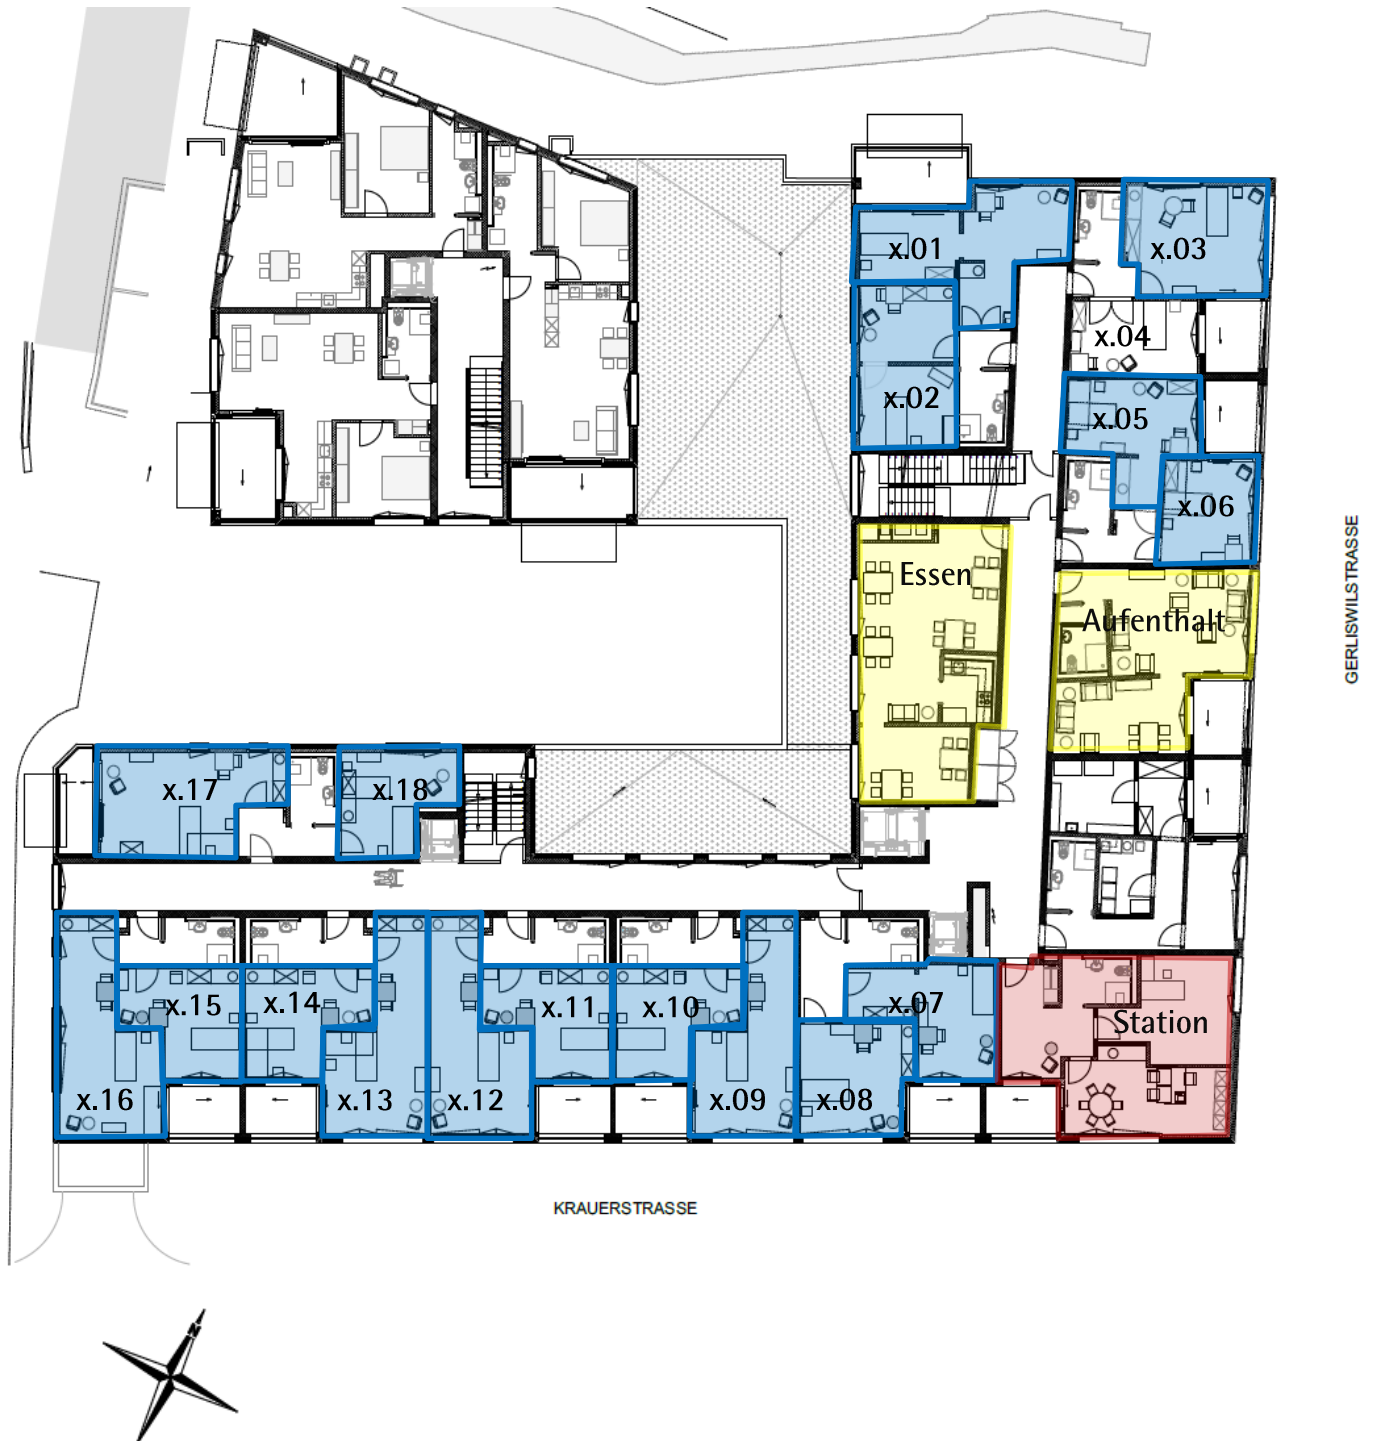 x.01
x.03
x.04
x.02
x.05
x.06
Essen
Aufenthalt
GERLISWILSTRASSE
x.17
x.18
x.15
x.14
x.11
x.10
x.07
Station
x.16
x.13
x.12
x.09
x.08
KRAUERSTRASSE
N